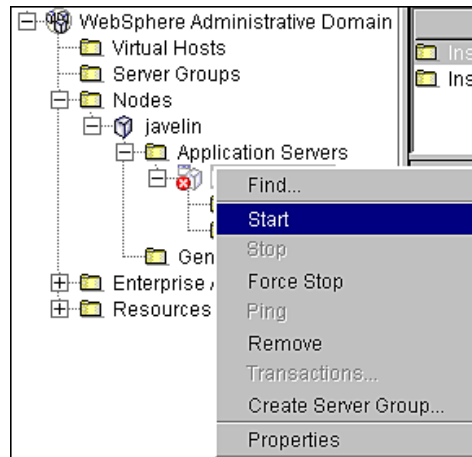 WebSphere Administrative Domain
Virtual Hosts
Server Groups
Nodes
javelin
Application Servers
Gen
Enterprise
Resources
Ins
Ins
Find...
Start
Stop
Force Stop
Ping
Remove
Transactions...
Create Server Group...
Properties